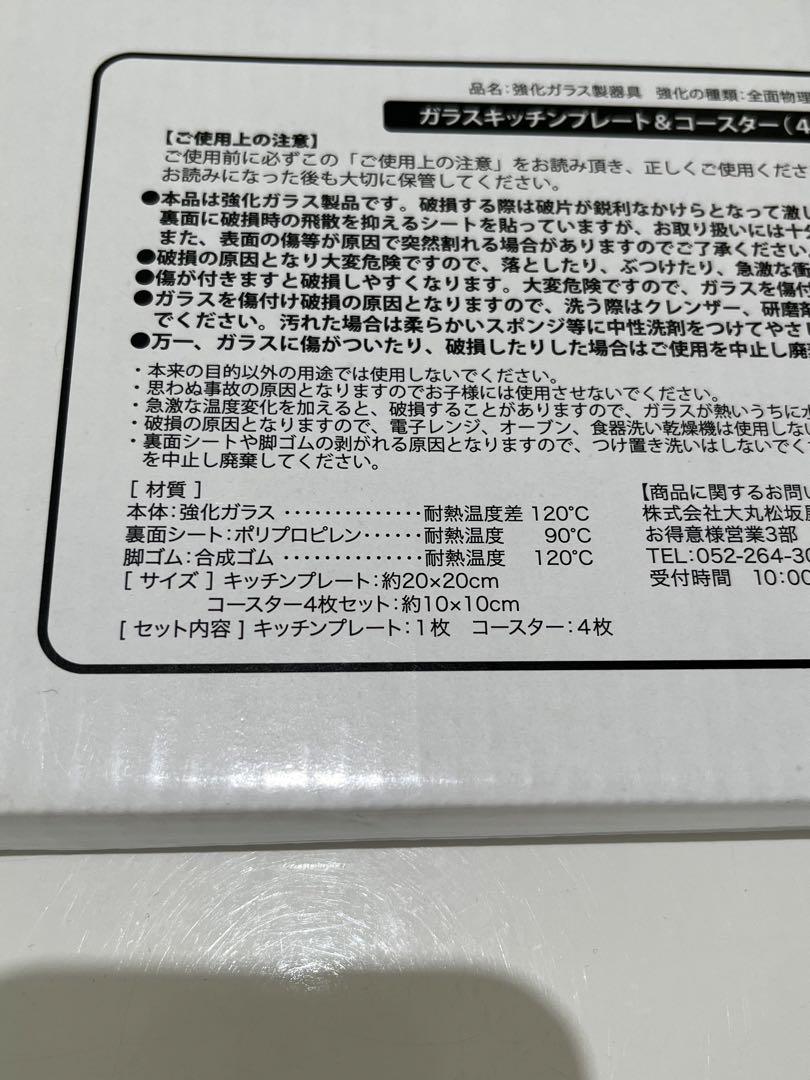 品名：強化ガラス製器具　強化の種類：全面物理
ガラスキッチンプレート＆コースター（4
【ご使用上の注意】
ご使用前に必ずこの「ご使用上の注意」をお読み頂き、正しくご使用くださ
お読みになった後も大切に保管してください。
●本品は強化ガラス製品です。破損する際は破片が鋭利なかけらとなって激し
裏面に破損時の飛散を抑えるシートを貼っていますが、お取り扱いには十分
また、表面の傷等が原因で突然割れる場合がありますのでご了承ください。
●破損の原因となり大変危険ですので、落としたり、ぶつけたり、急激な衝
●傷が付きますと破損しやすくなります。大変危険ですので、ガラスを傷付
●ガラスを傷付け破損の原因となりますので、洗う際はクレンザー、研磨剤
でください。汚れた場合は柔らかいスポンジ等に中性洗剤をつけてやさし
●万一、ガラスに傷がついたり、破損したりした場合はご使用を中止し廃棄
・本来の目的以外の用途では使用しないでください。
・思わぬ事故の原因となりますのでお子様には使用させないでください。
・急激な温度変化を加えると、破損することがありますので、ガラスが熱いうちに水
・破損の原因となりますので、電子レンジ、オーブン、食器洗い乾燥機は使用しない
・裏面シートや脚ゴムの剥がれる原因となりますので、つけ置き洗いはしないでくだ
を中止し廃棄してください。
［ 材質 ］
本体：強化ガラス ・・・・・・・・・・・・・・耐熱温度差 120℃
裏面シート：ポリプロピレン・・・・・・耐熱温度　90℃
脚ゴム：合成ゴム ・・・・・・・・・・・・・・耐熱温度　120℃
［ サイズ ］キッチンプレート：約20×20cm
コースター4枚セット：約10×10cm
［ セット内容 ］キッチンプレート：1枚　コースター：4枚
【商品に関するお問い
株式会社大丸松坂屋
お得意様営業3部
TEL：052-264-30
受付時間　10:00